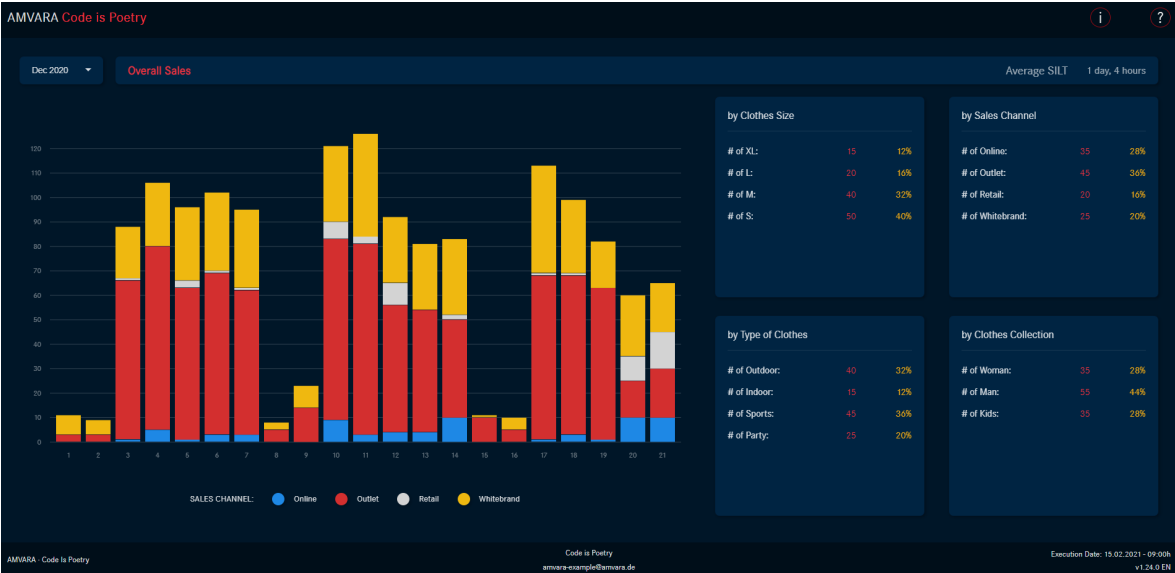 AMVARA Code is Poetry
i
?
Dec 2020
Overall Sales
Average SILT 1 day, 4 hours
120
110
100
90
80
70
60
50
40
30
20
10
0
1 2 3 4 5 6 7 8 9 10 11 12 13 14 15 16 17 18 19 20 21
SALES CHANNEL: Online Outlet Retail Whitebrand
by Clothes Size
# of XL: 15 12%
# of L: 20 16%
# of M: 40 32%
# of S: 50 40%
by Sales Channel
# of Online: 35 28%
# of Outlet: 45 36%
# of Retail: 20 16%
# of Whitebrand: 25 20%
by Type of Clothes
# of Outdoor: 40 32%
# of Indoor: 15 12%
# of Sports: 45 36%
# of Party: 25 20%
by Clothes Collection
# of Woman: 35 28%
# of Man: 55 44%
# of Kids: 35 28%
AMVARA - Code Is Poetry
Code is Poetry
amvara-example@amvara.de
Execution Date: 15.02.2021 - 09:00h
v1.24.0 EN